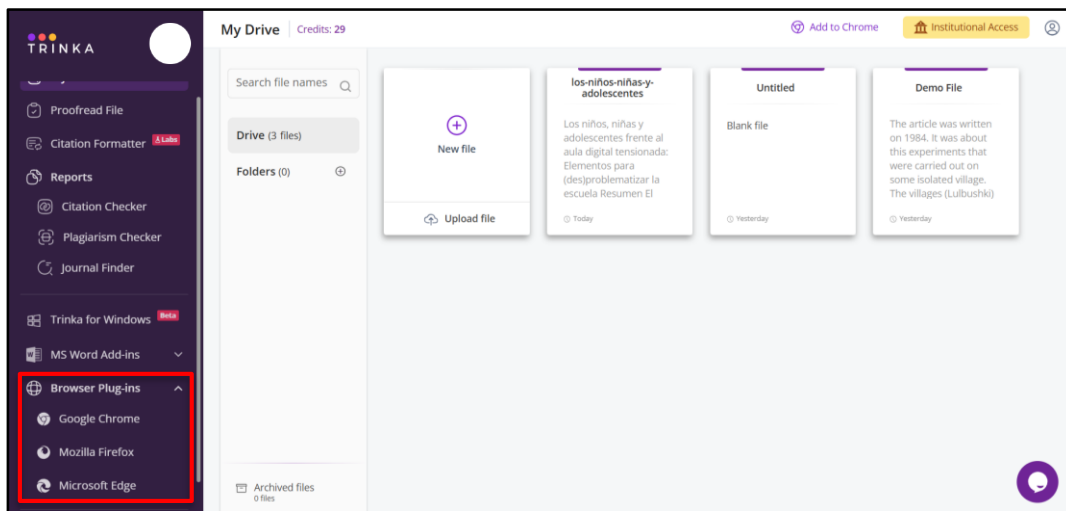 TRINKA
Proofread File
Citation Formatter Labs
Reports
Citation Checker
Plagiarism Checker
Journal Finder
Trinka for Windows Beta
MS Word Add-ins
Browser Plug-ins
Google Chrome
Mozilla Firefox
Microsoft Edge
My Drive Credits: 29
Add to Chrome
Institutional Access
Search file names
Drive (3 files)
Folders (0)
Archived files
0 files
New file
Upload file
los-niños-niñas-y-
adolescentes
Los niños, niñas y
adolescentes frente al
aula digital tensionada:
Elementos para
(des)problematizar la
escuela Resumen El
Today
Untitled
Blank file
Yesterday
Demo File
The article was written
on 1984. It was about
this experiments that
were carried out on
some isolated village.
The villages (Lulbushki)
Yesterday